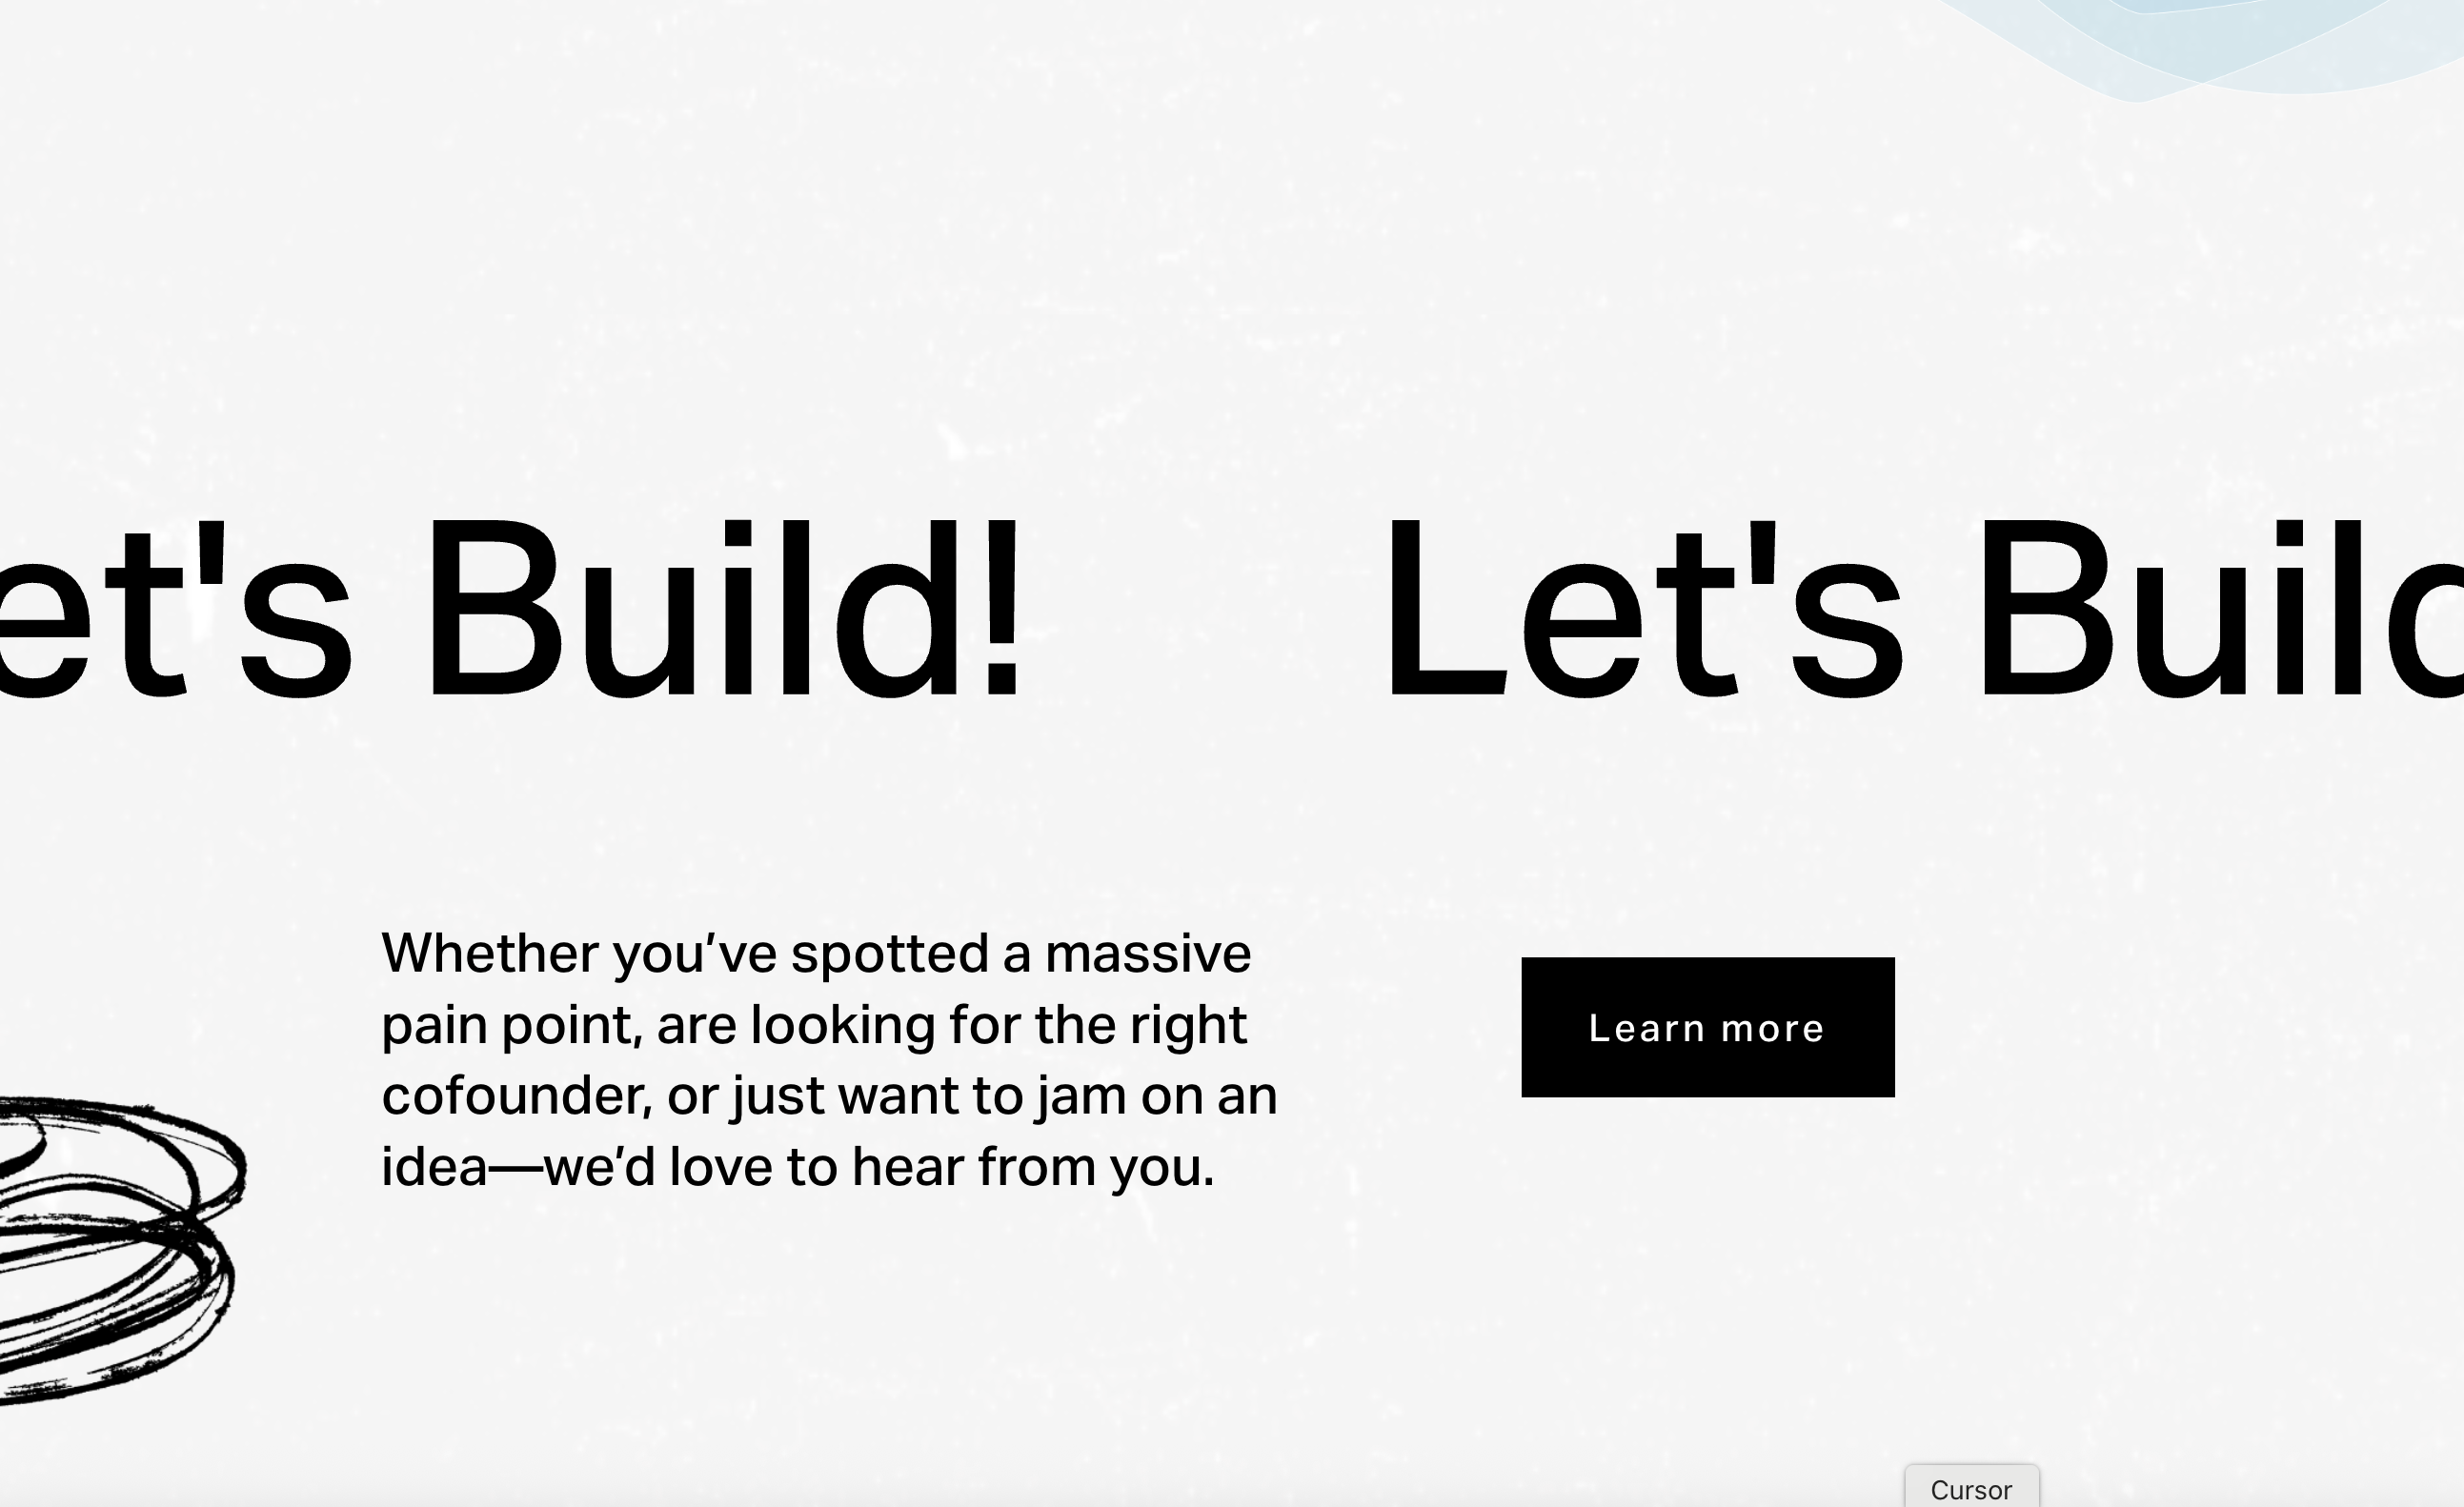 et's Build! Let's Build
Whether you’ve spotted a massive
pain point, are looking for the right
cofounder, or just want to jam on an
idea—we’d love to hear from you.
Learn more
Cursor